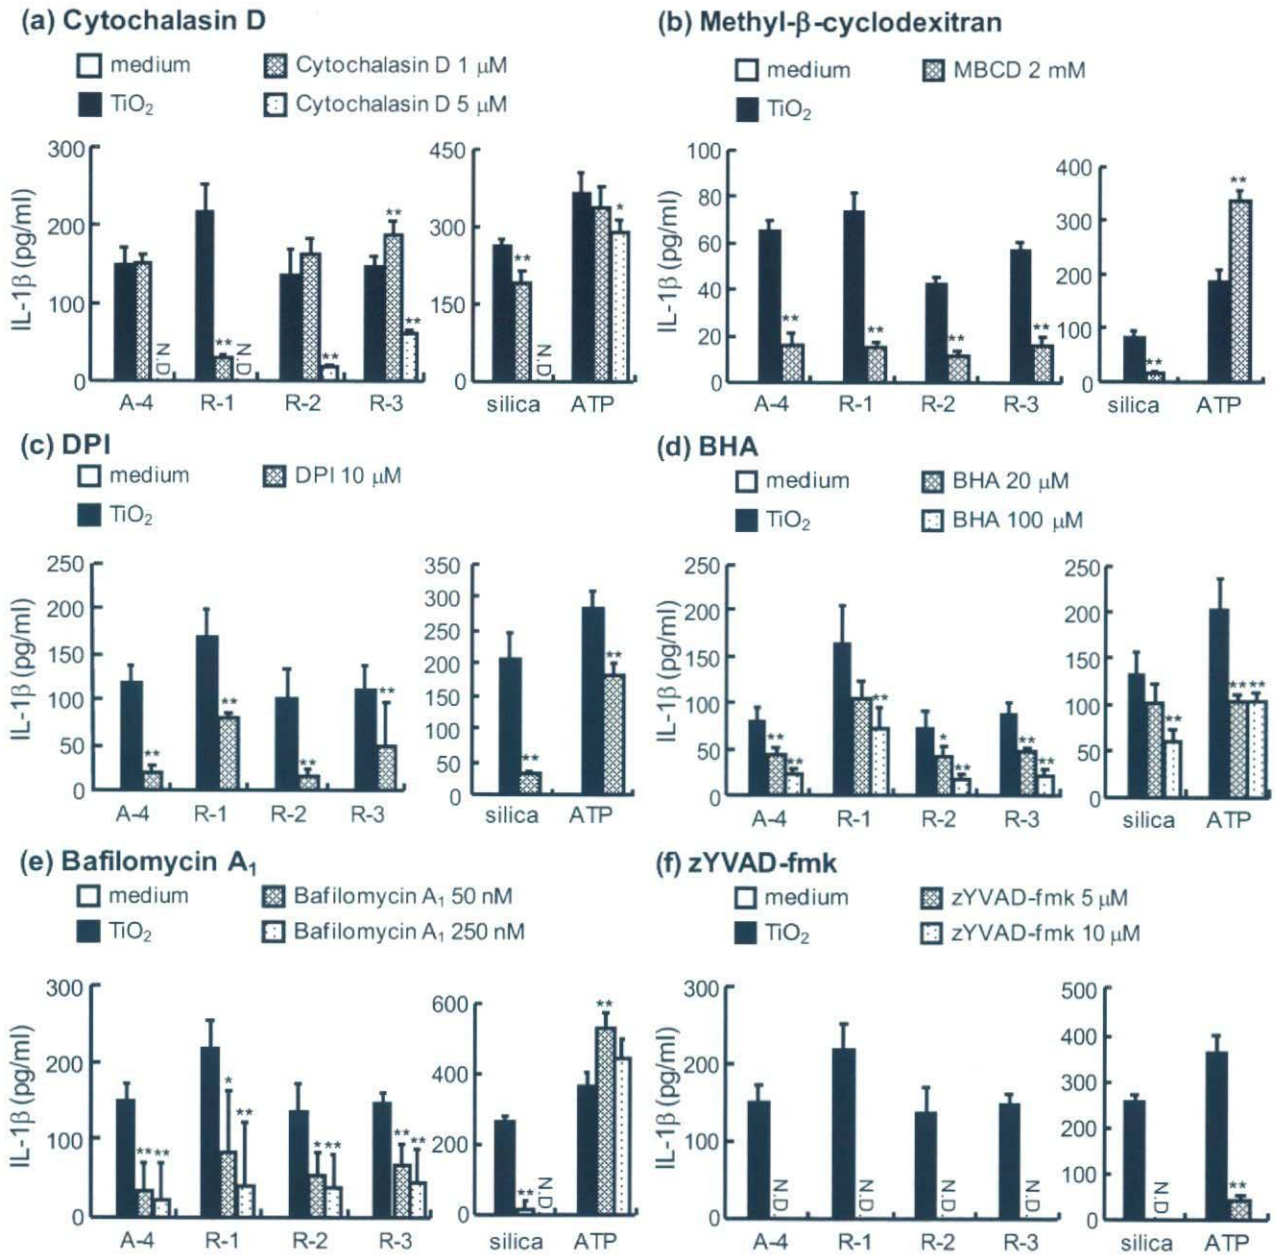 (a) Cytochalasin D
medium
Cytochalasin D 1 μM
TiO₂
Cytochalasin D 5 μM
IL-1β (pg/ml)
300
200
100
0
N.D.
**
N.D.
**
**
**
A-4 R-1 R-2 R-3
450
300
150
0
**
N.D.
*
silica ATP
(b) Methyl-β-cyclodexitran
medium
MBCD 2 mM
TiO₂
IL-1β (pg/ml)
100
80
60
40
20
0
**
**
**
**
A-4 R-1 R-2 R-3
400
300
200
100
0
**
**
silica ATP
(c) DPI
medium
DPI 10 μM
TiO₂
IL-1β (pg/ml)
250
200
150
100
50
0
**
**
**
**
A-4 R-1 R-2 R-3
350
300
250
200
150
100
50
0
**
**
silica ATP
(d) BHA
medium
BHA 20 μM
TiO₂
BHA 100 μM
IL-1β (pg/ml)
250
200
150
100
50
0
**
**
**
*
**
**
**
A-4 R-1 R-2 R-3
250
200
150
100
50
0
**
**
**
silica ATP
(e) Bafilomycin A₁
medium
Bafilomycin A₁ 50 nM
TiO₂
Bafilomycin A₁ 250 nM
IL-1β (pg/ml)
300
200
100
0
**
**
*
**
*
**
**
**
A-4 R-1 R-2 R-3
600
400
200
0
**
N.D.
**
silica ATP
(f) zYVAD-fmk
medium
zYVAD-fmk 5 μM
TiO₂
zYVAD-fmk 10 μM
IL-1β (pg/ml)
300
200
100
0
N.D.
N.D.
N.D.
N.D.
A-4 R-1 R-2 R-3
500
400
300
200
100
0
N.D.
**
silica ATP